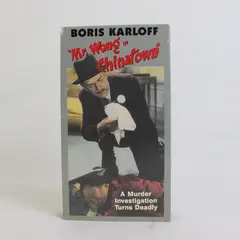 BORIS KARLOFF
"Mr. Wong in
Chinatown"
A Murder
Investigation
Turns Deadly